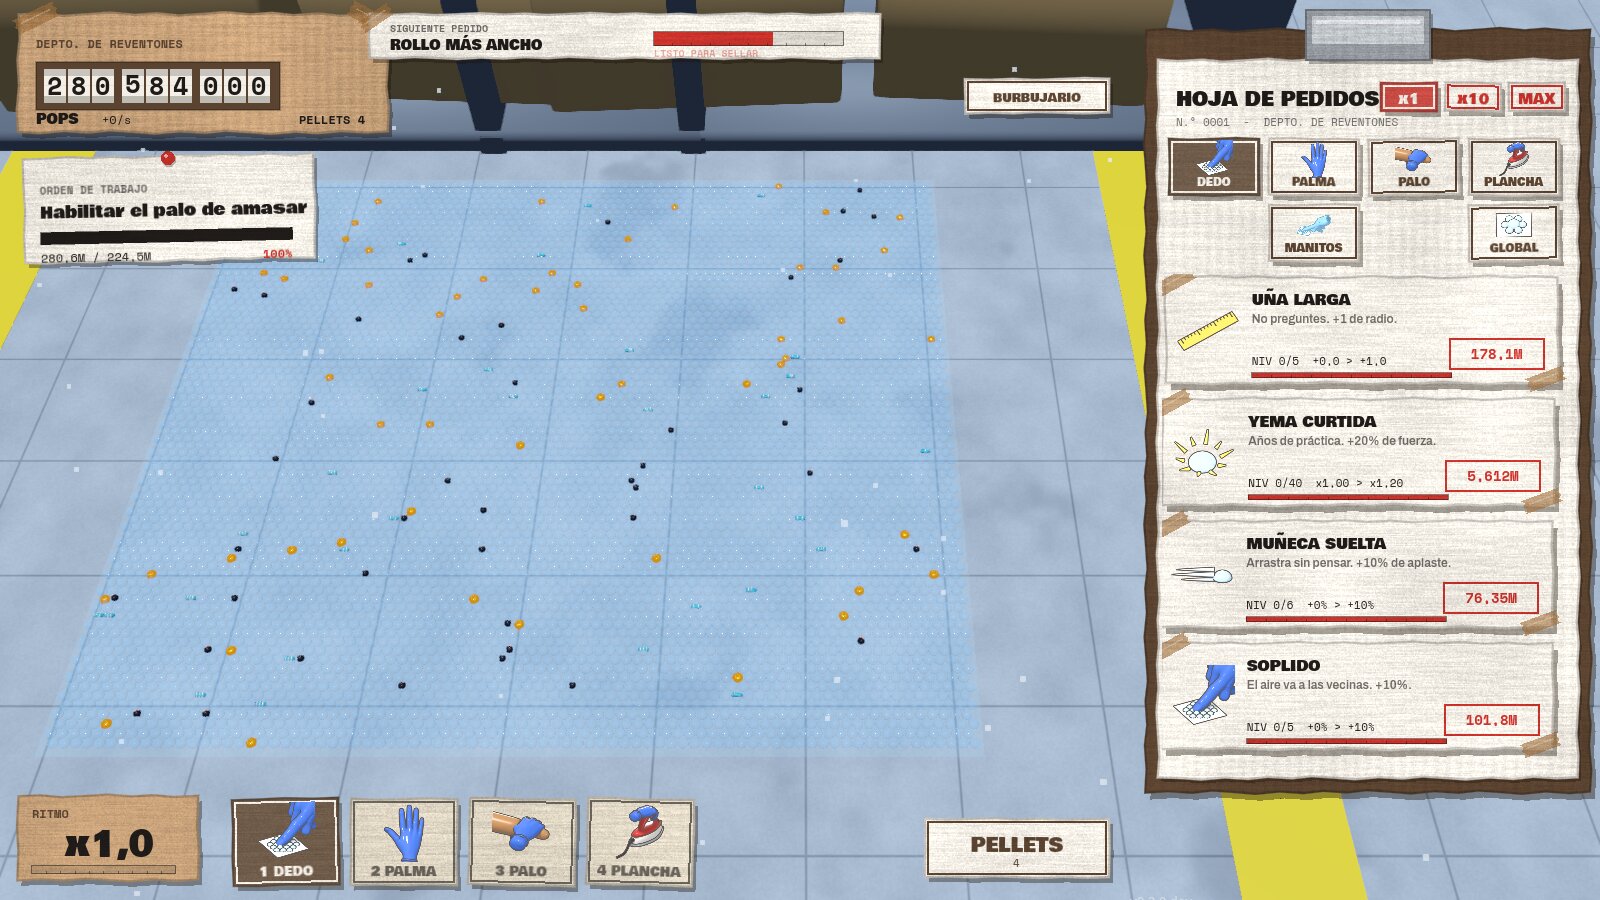 DEPTO. DE REVENTONES
280 584 000
POPS +0/s PELLETS 4
SIGUIENTE PEDIDO
ROLLO MÁS ANCHO
LISTO PARA SELLAR
BURBUJARIO
ORDEN DE TRABAJO
Habilitar el palo de amasar
280,6M / 224,5M 100%
HOJA DE PEDIDOS x1 x10 MAX
N.° 0001 - DEPTO. DE REVENTONES
DEDO PALMA PALO PLANCHA
MANITOS GLOBAL
UÑA LARGA
No preguntes. +1 de radio.
NIV 0/5 +0,0 > +1,0 178,1M
YEMA CURTIDA
Años de práctica. +20% de fuerza.
NIV 0/40 x1,00 > x1,20 5,612M
MUÑECA SUELTA
Arrastra sin pensar. +10% de aplaste.
NIV 0/6 +0% > +10% 76,35M
SOPLIDO
El aire va a las vecinas. +10%.
NIV 0/5 +0% > +10% 101,8M
RITMO
x1,0
1 DEDO 2 PALMA 3 PALO 4 PLANCHA
PELLETS
4